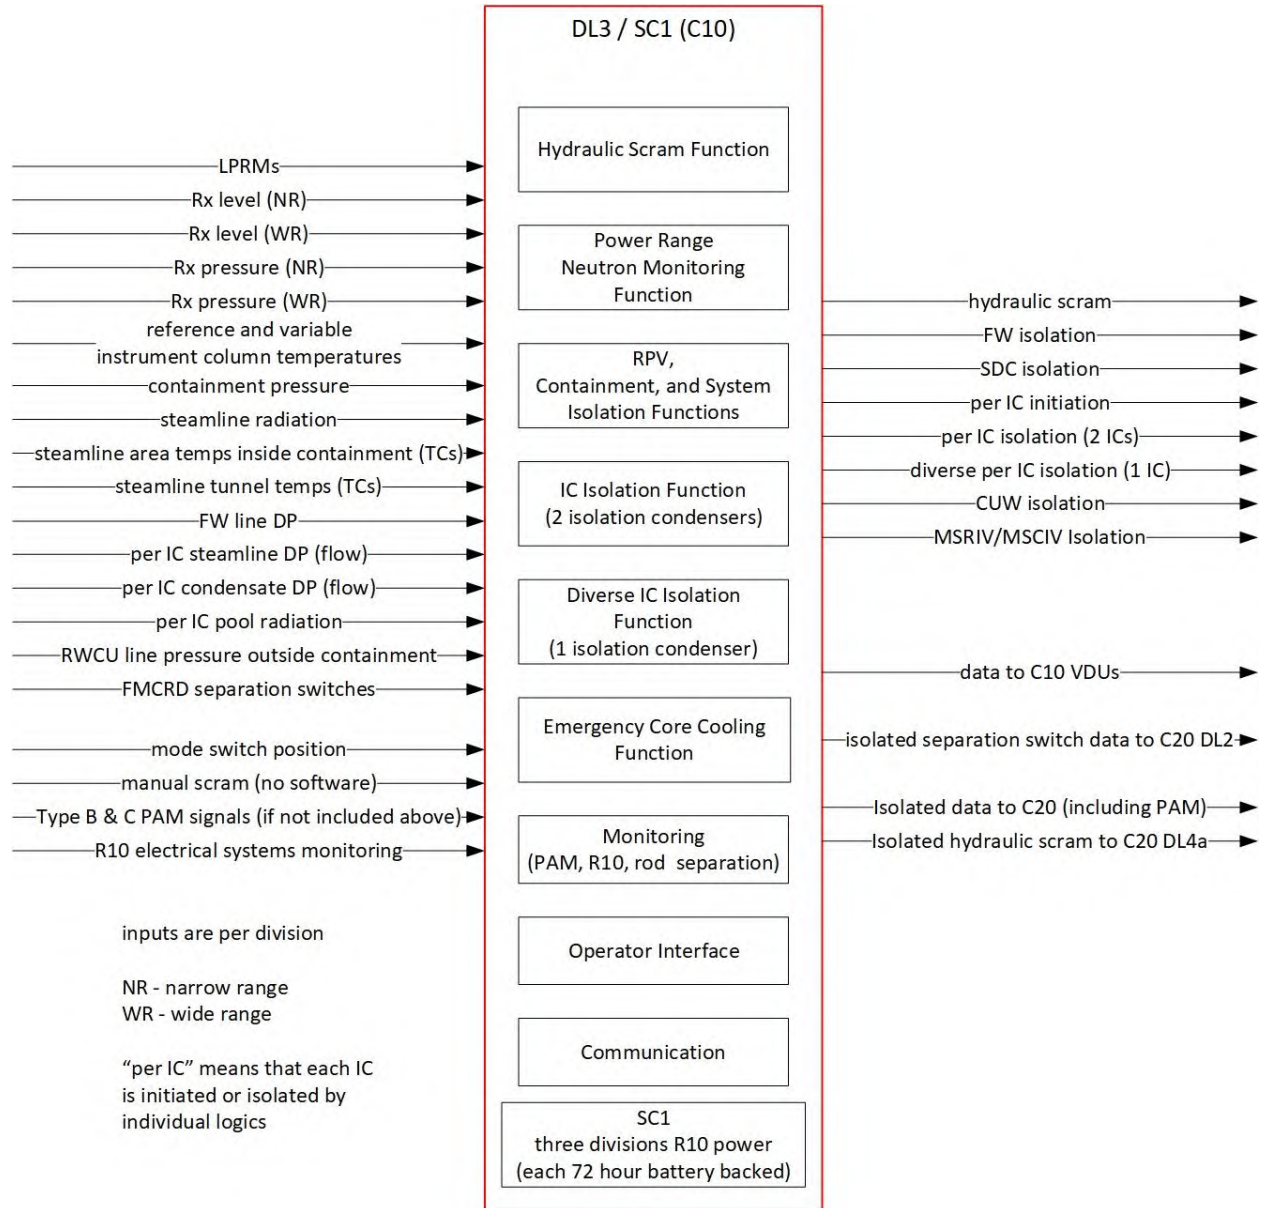 DL3 / SC1 (C10)
Hydraulic Scram Function
Power Range
Neutron Monitoring
Function
RPV,
Containment, and System
Isolation Functions
IC Isolation Function
(2 isolation condensers)
Diverse IC Isolation
Function
(1 isolation condenser)
Emergency Core Cooling
Function
Monitoring
(PAM, R10, rod separation)
Operator Interface
Communication
SC1
three divisions R10 power
(each 72 hour battery backed)
LPRMs
Rx level (NR)
Rx level (WR)
Rx pressure (NR)
Rx pressure (WR)
reference and variable
instrument column temperatures
containment pressure
steamline radiation
steamline area temps inside containment (TCs)
steamline tunnel temps (TCs)
FW line DP
per IC steamline DP (flow)
per IC condensate DP (flow)
per IC pool radiation
RWCU line pressure outside containment
FMCRD separation switches
mode switch position
manual scram (no software)
Type B & C PAM signals (if not included above)
R10 electrical systems monitoring
inputs are per division
NR - narrow range
WR - wide range
“per IC” means that each IC
is initiated or isolated by
individual logics
hydraulic scram
FW isolation
SDC isolation
per IC initiation
per IC isolation (2 ICs)
diverse per IC isolation (1 IC)
CUW isolation
MSRIV/MSCIV Isolation
data to C10 VDUs
isolated separation switch data to C20 DL2
Isolated data to C20 (including PAM)
Isolated hydraulic scram to C20 DL4a